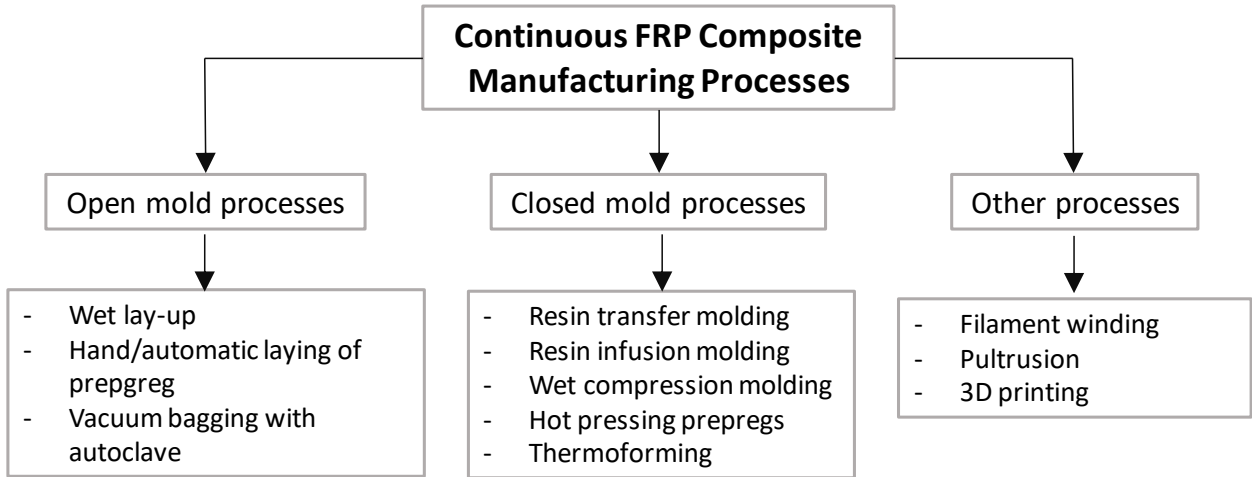 Continuous FRP Composite
Manufacturing Processes
Open mold processes
Closed mold processes
Other processes
- Wet lay-up
- Hand/automatic laying of
prepgreg
- Vacuum bagging with
autoclave
- Resin transfer molding
- Resin infusion molding
- Wet compression molding
- Hot pressing prepregs
- Thermoforming
- Filament winding
- Pultrusion
- 3D printing